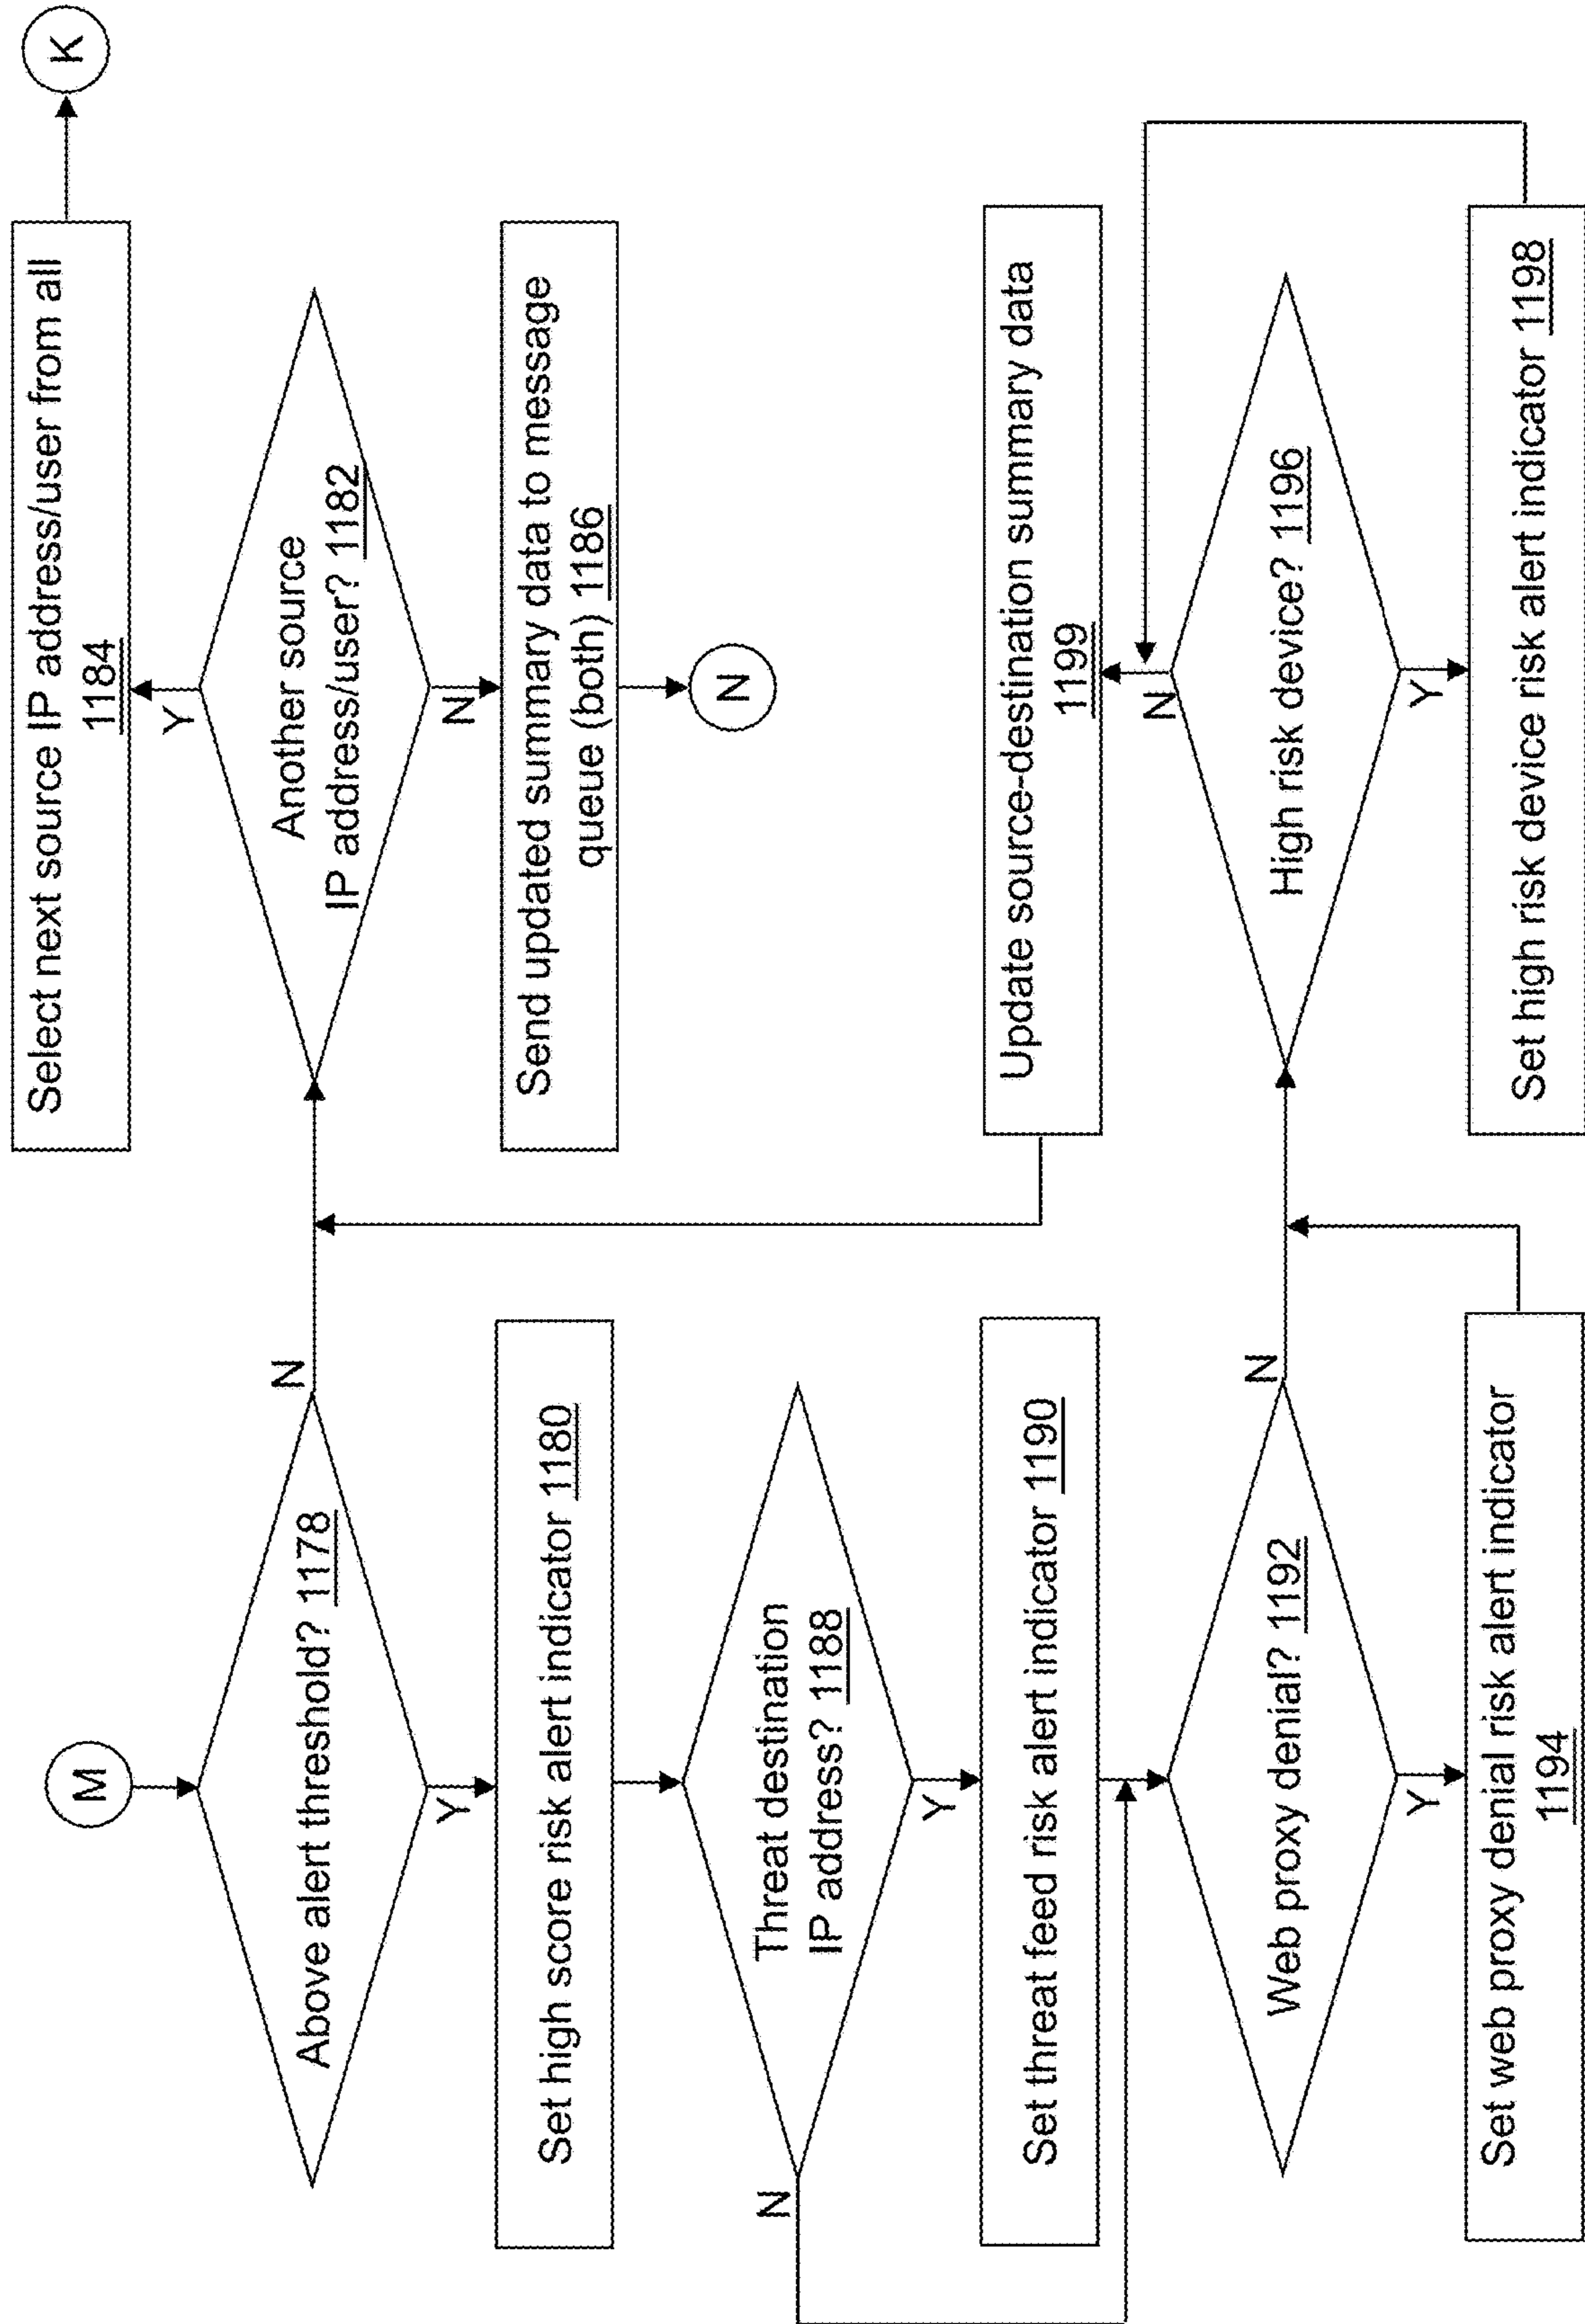 M
Above alert threshold? 1178
N
Y
Set high score risk alert indicator 1180
Threat destination
IP address? 1188
N
Y
Set threat feed risk alert indicator 1190
Web proxy denial? 1192
N
Y
Set web proxy denial risk alert indicator
1194
K
Select next source IP address/user from all
1184
Y
Another source
IP address/user? 1182
N
Send updated summary data to message
queue (both) 1186
N
Update source-destination summary data
1199
N
High risk device? 1196
Y
Set high risk device risk alert indicator 1198